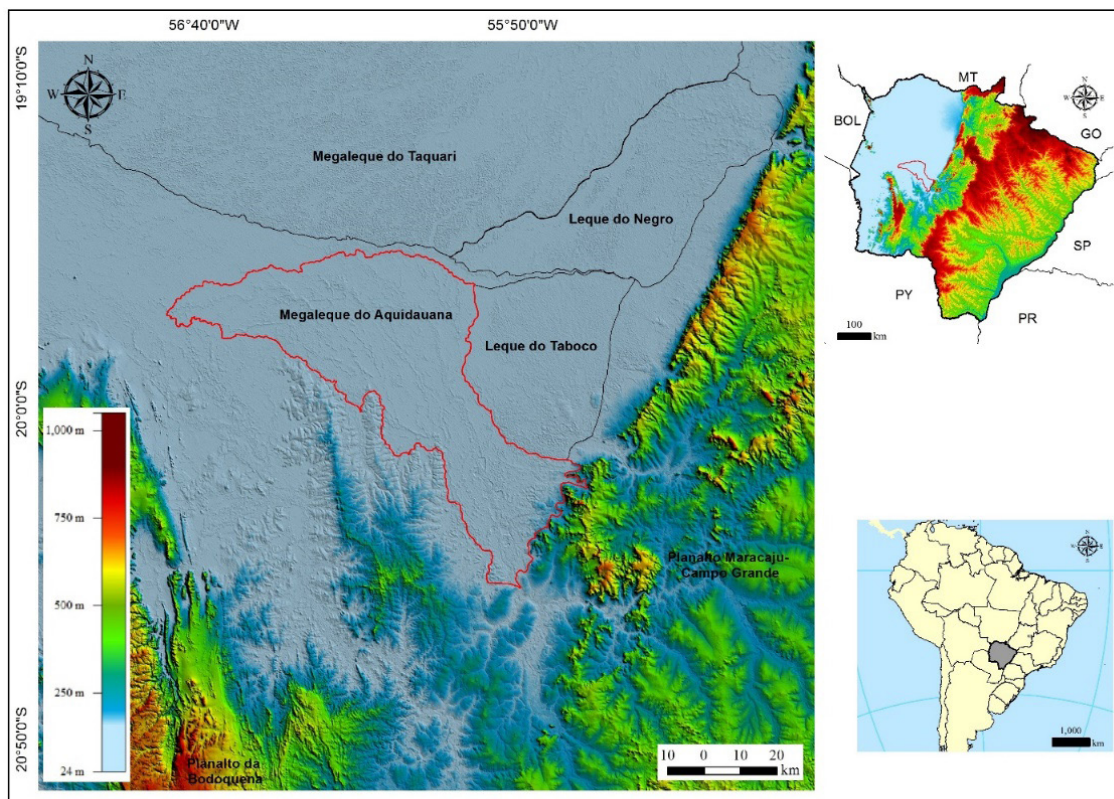 56°40'0"W
55°50'0"W
19°10'0"S
20°0'0"S
20°50'0"S
N
W E
S
Megaleque do Taquari
Leque do Negro
Megaleque do Aquidauana
Leque do Taboco
Planalto Maracaju-
Campo Grande
Planalto da
Bodoquena
1,000 m
750 m
500 m
250 m
24 m
10 0 10 20
km
MT
BOL
GO
SP
PY
PR
N
W E
S
100
km
N
W E
S
1,000
km